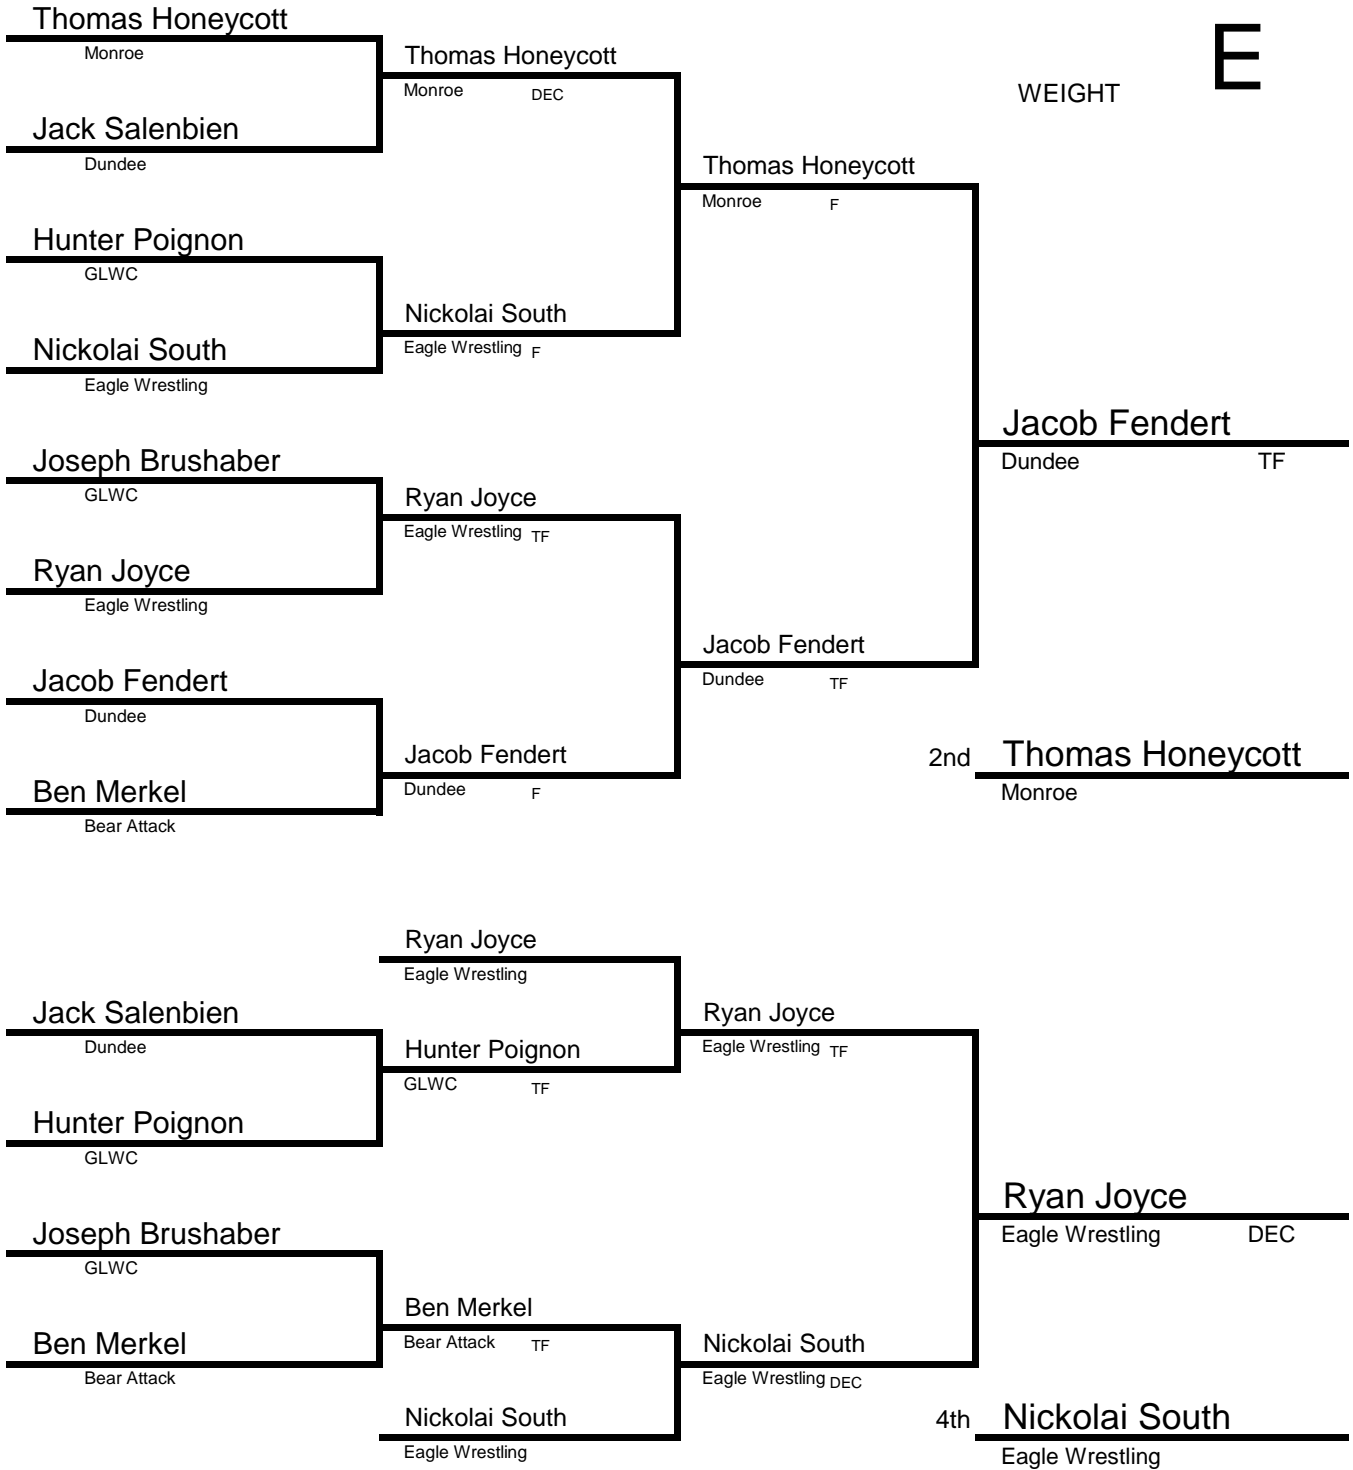 Thomas Honeycott
Monroe
Jack Salenbien
Dundee
Hunter Poignon
GLWC
Nickolai South
Eagle Wrestling
Joseph Brushaber
GLWC
Ryan Joyce
Eagle Wrestling
Jacob Fendert
Dundee
Ben Merkel
Bear Attack
Thomas Honeycott
Monroe DEC
Nickolai South
Eagle Wrestling F
Ryan Joyce
Eagle Wrestling TF
Jacob Fendert
Dundee F
Thomas Honeycott
Monroe F
Jacob Fendert
Dundee TF
WEIGHT E
Jacob Fendert
Dundee TF
2nd Thomas Honeycott
Monroe
Jack Salenbien
Dundee
Hunter Poignon
GLWC
Joseph Brushaber
GLWC
Ben Merkel
Bear Attack
Ryan Joyce
Eagle Wrestling
Hunter Poignon
GLWC TF
Ben Merkel
Bear Attack TF
Nickolai South
Eagle Wrestling
Ryan Joyce
Eagle Wrestling TF
Nickolai South
Eagle Wrestling DEC
Ryan Joyce
Eagle Wrestling DEC
4th Nickolai South
Eagle Wrestling